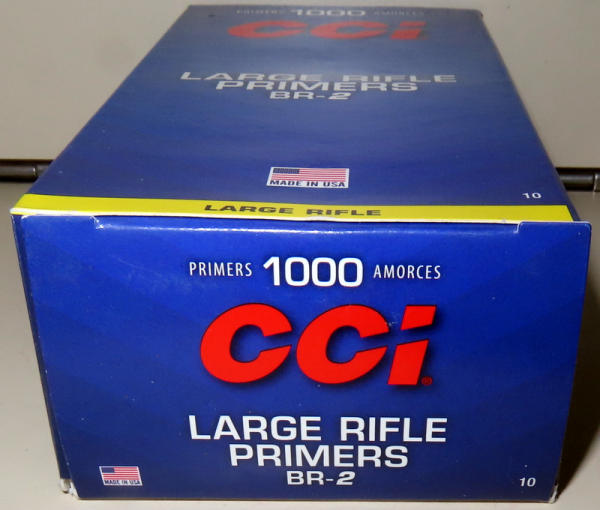 PRIMERS 1000 AMORCES
CCI
LARGE RIFLE
PRIMERS
BR-2
MADE IN USA
10
LARGE RIFLE
PRIMERS 1000 AMORCES
CCI®
LARGE RIFLE
PRIMERS
BR-2
MADE IN USA
10